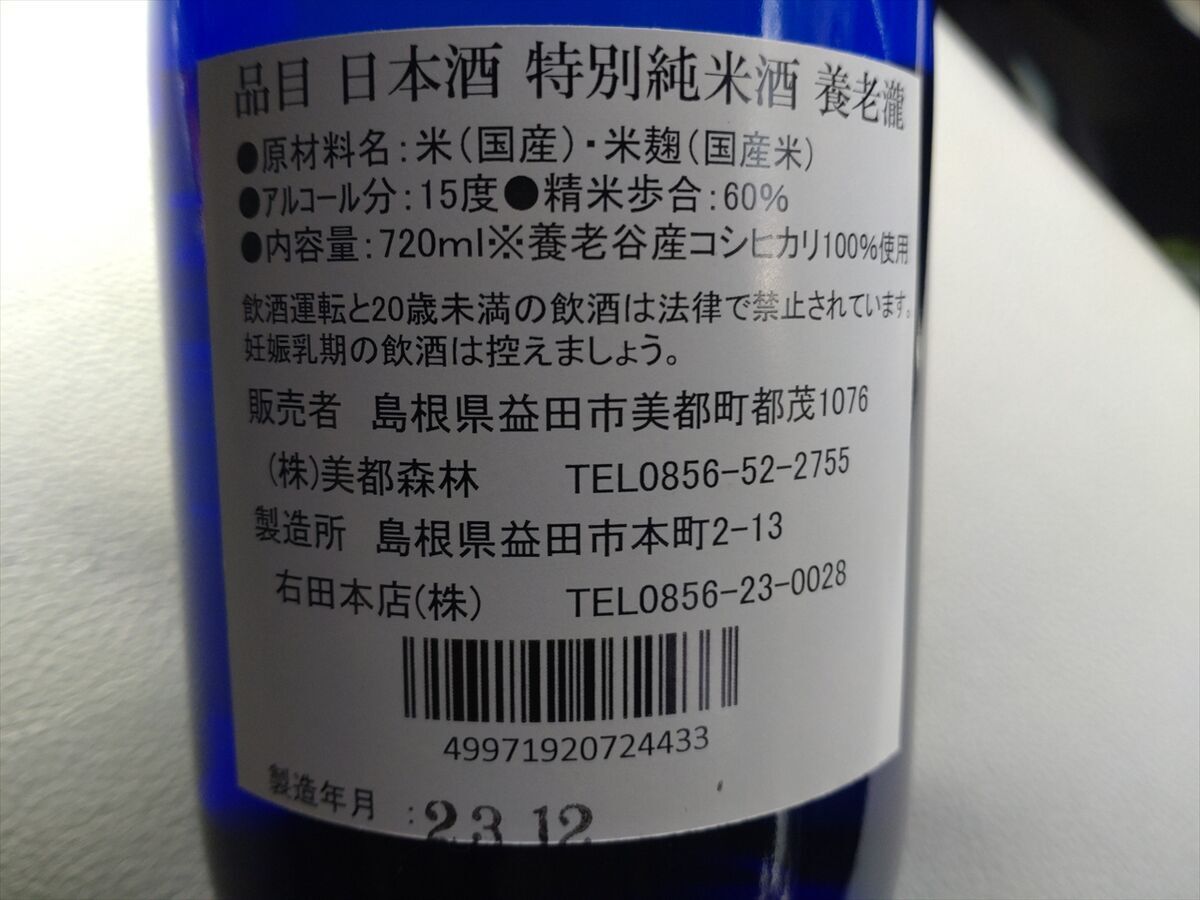 品目 日本酒 特別純米酒 養老瀧
●原材料名:米(国産)・米麹(国産米)
●アルコール分:15度●精米歩合:60%
●内容量:720ml※養老谷産コシヒカリ100%使用
飲酒運転と20歳未満の飲酒は法律で禁止されています。
妊娠乳期の飲酒は控えましょう。
販売者 島根県益田市美都町都茂1076
(株)美都森林 TEL0856-52-2755
製造所 島根県益田市本町2-13
右田本店(株) TEL0856-23-0028
49971920724433
製造年月 :23.12